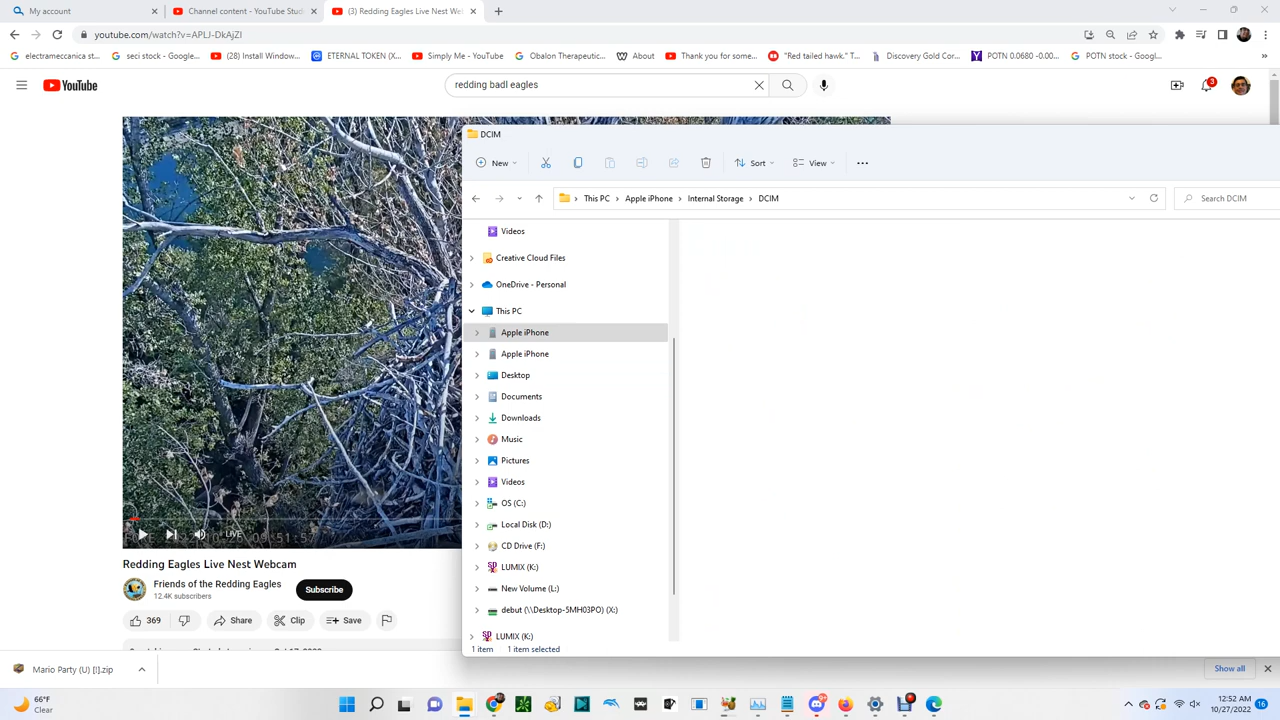 My account
Channel content - YouTube Stud
(3) Redding Eagles Live Nest Web
youtube.com/watch?v=APLJ-DkAjZI
electrameccanica st...
seci stock - Google...
(28) Install Window...
ETERNAL TOKEN (X...
Simply Me - YouTube
Obalon Therapeutic...
About
Thank you for some...
"Red tailed hawk." T...
Discovery Gold Cor...
POTN 0.0680 -0.00...
POTN stock - Googl...
»
YouTube
redding badl eagles
3
DCIM
New
Sort
View
This PC
Apple iPhone
Internal Storage
DCIM
Search DCIM
Videos
Creative Cloud Files
OneDrive - Personal
This PC
Apple iPhone
Apple iPhone
Desktop
Documents
Downloads
Music
Pictures
Videos
OS (C:)
Local Disk (D:)
CD Drive (F:)
LUMIX (K:)
New Volume (L:)
debut (\\Desktop-5MH03PO) (X:)
LUMIX (K:)
1 item
1 item selected
LIVE
Redding Eagles Live Nest Webcam
Friends of the Redding Eagles
12.4K subscribers
Subscribe
369
Share
Clip
Save
Mario Party (U) [!].zip
Show all
66°F
Clear
:52 AM
10/27/2022
16